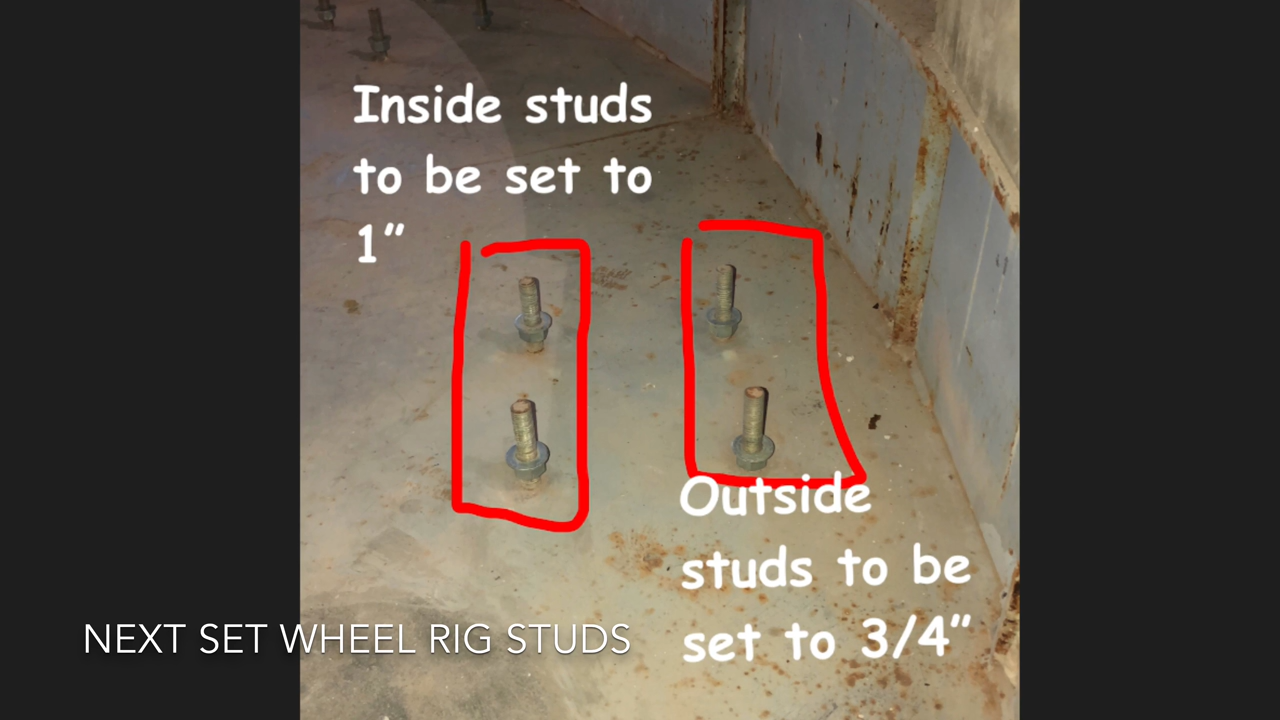 Inside studs
to be set to
1”
Outside
studs to be
set to 3/4”
NEXT SET WHEEL RIG STUDS